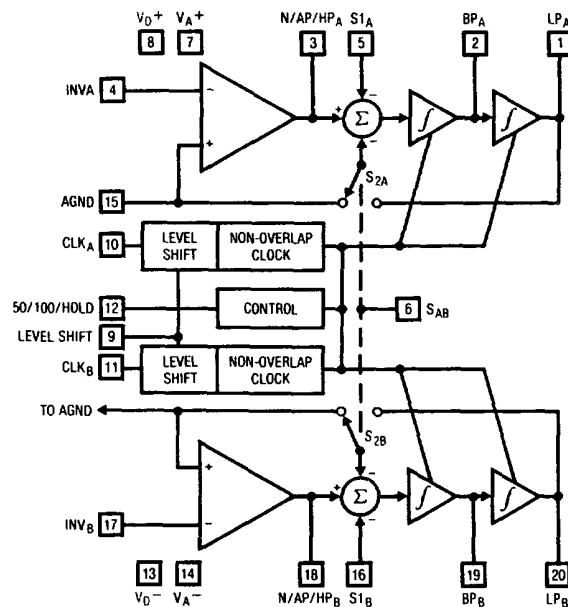 V_D+ V_A+ N/AP/HP_A S1_A BP_A LP_A
8 7 3 5 2 1
INVA 4 − + − Σ − ∫ ∫
+
S_2A
AGND 15
CLK_A 10 LEVEL SHIFT NON-OVERLAP CLOCK
50/100/HOLD 12 CONTROL 6 S_AB
LEVEL SHIFT 9
CLK_B 11 LEVEL SHIFT NON-OVERLAP CLOCK
TO AGND
S_2B
+ + − Σ − ∫ ∫
INV_B 17 −
13 14 18 16 19 20
V_D− V_A− N/AP/HP_B S1_B BP_B LP_B